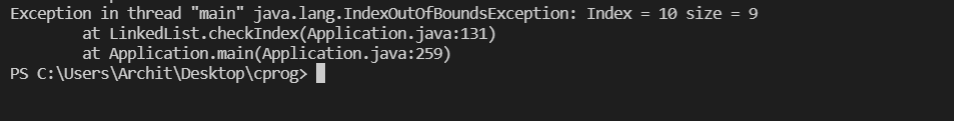 Exception in thread "main" java.lang.IndexOutOfBoundsException: Index = 10 size = 9
        at LinkedList.checkIndex(Application.java:131)
        at Application.main(Application.java:259)
PS C:\Users\Archit\Desktop\cprog>